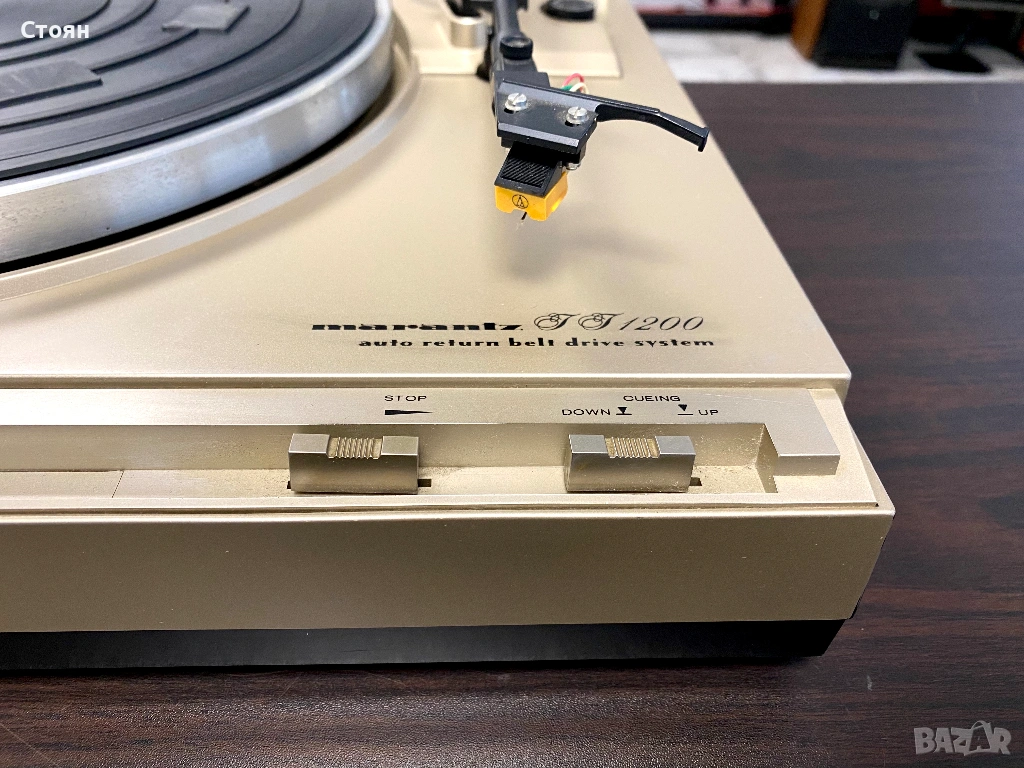 Стоян
marantz TT1200
auto return belt drive system
STOP CUEING
DOWN UP
BAZAR